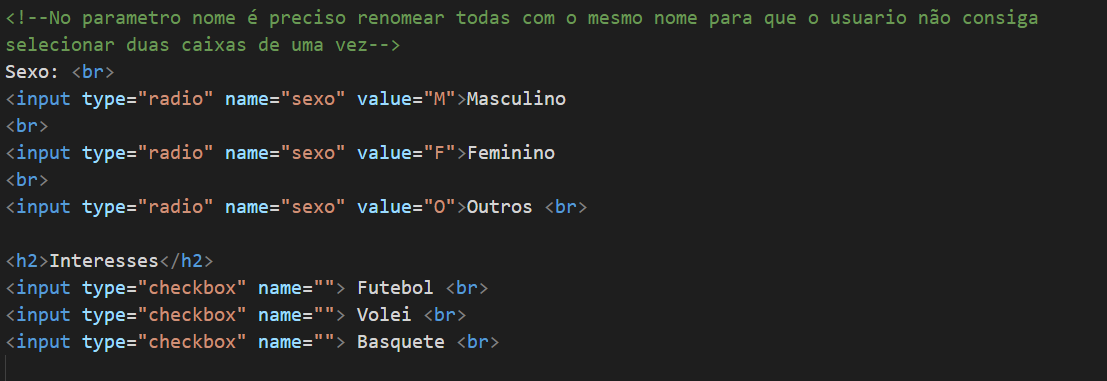 <!--No parametro nome é preciso renomear todas com o mesmo nome para que o usuario não consiga
selecionar duas caixas de uma vez-->
Sexo: <br>
<input type="radio" name="sexo" value="M">Masculino
<br>
<input type="radio" name="sexo" value="F">Feminino
<br>
<input type="radio" name="sexo" value="O">Outros <br>
<h2>Interesses</h2>
<input type="checkbox" name=""> Futebol <br>
<input type="checkbox" name=""> Volei <br>
<input type="checkbox" name=""> Basquete <br>